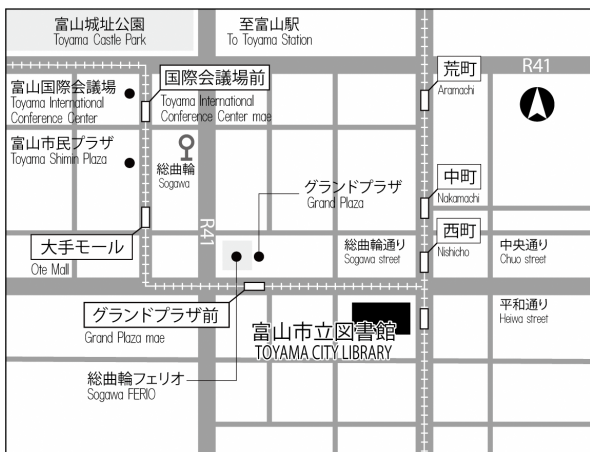 富山城址公園
Toyama Castle Park
至富山駅
To Toyama Station
R41
荒町
Aramachi
富山国際会議場
Toyama International
Conference Center
国際会議場前
Toyama International
Conference Center mae
富山市民プラザ
Toyama Shimin Plaza
総曲輪
Sogawa
グランドプラザ
Grand Plaza
中町
Nakamachi
R41
大手モール
Ote Mall
総曲輪通り
Sogawa street
西町
Nishicho
中央通り
Chuo street
グランドプラザ前
Grand Plaza mae
富山市立図書館
TOYAMA CITY LIBRARY
平和通り
Heiwa street
総曲輪フェリオ
Sogawa FERIO